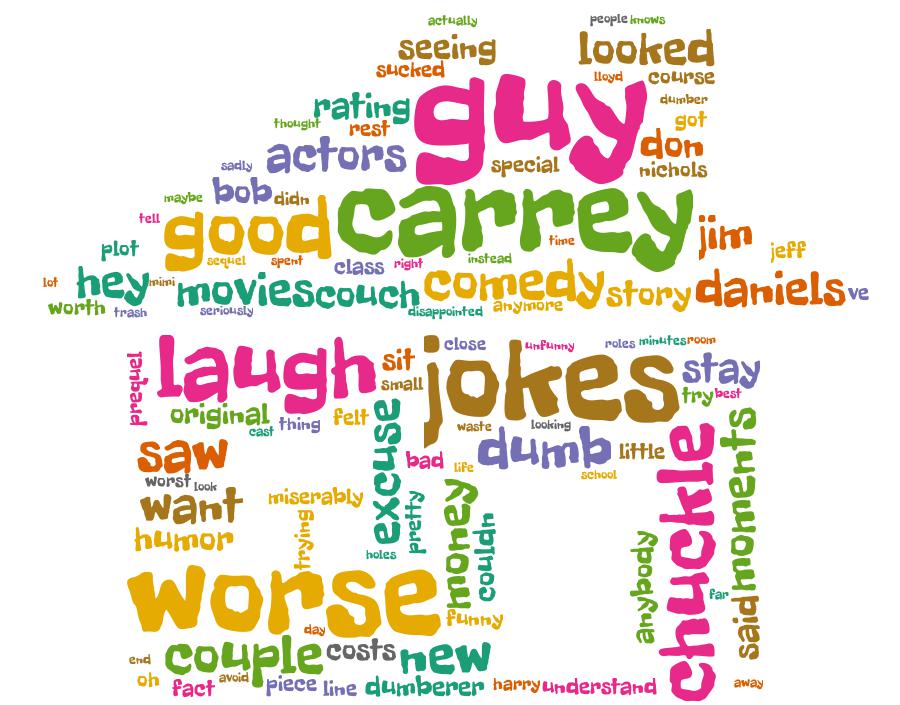 actually people knows
seeing looked
sucked lloyd course
guy
rating dumber
thought rest got
actors special don
sadly nichols
maybe bob didn
tell good carrey jim
plot time jeff
sequel spent class right instead
lot hey mimi movies couch comedy story daniels ve
worth trash seriously disappointed anymore
prequel laugh sit close unfunny roles minutes room
small jokes stay
original felt try best
cast thing excuse waste looking moments
saw dumb little chuckle
worst look bad life school
want miserably money
humor trying pretty couldn
holes anybody
worse far
funny said
day
end couple costs new
oh fact avoid piece line dumberer harry understand away